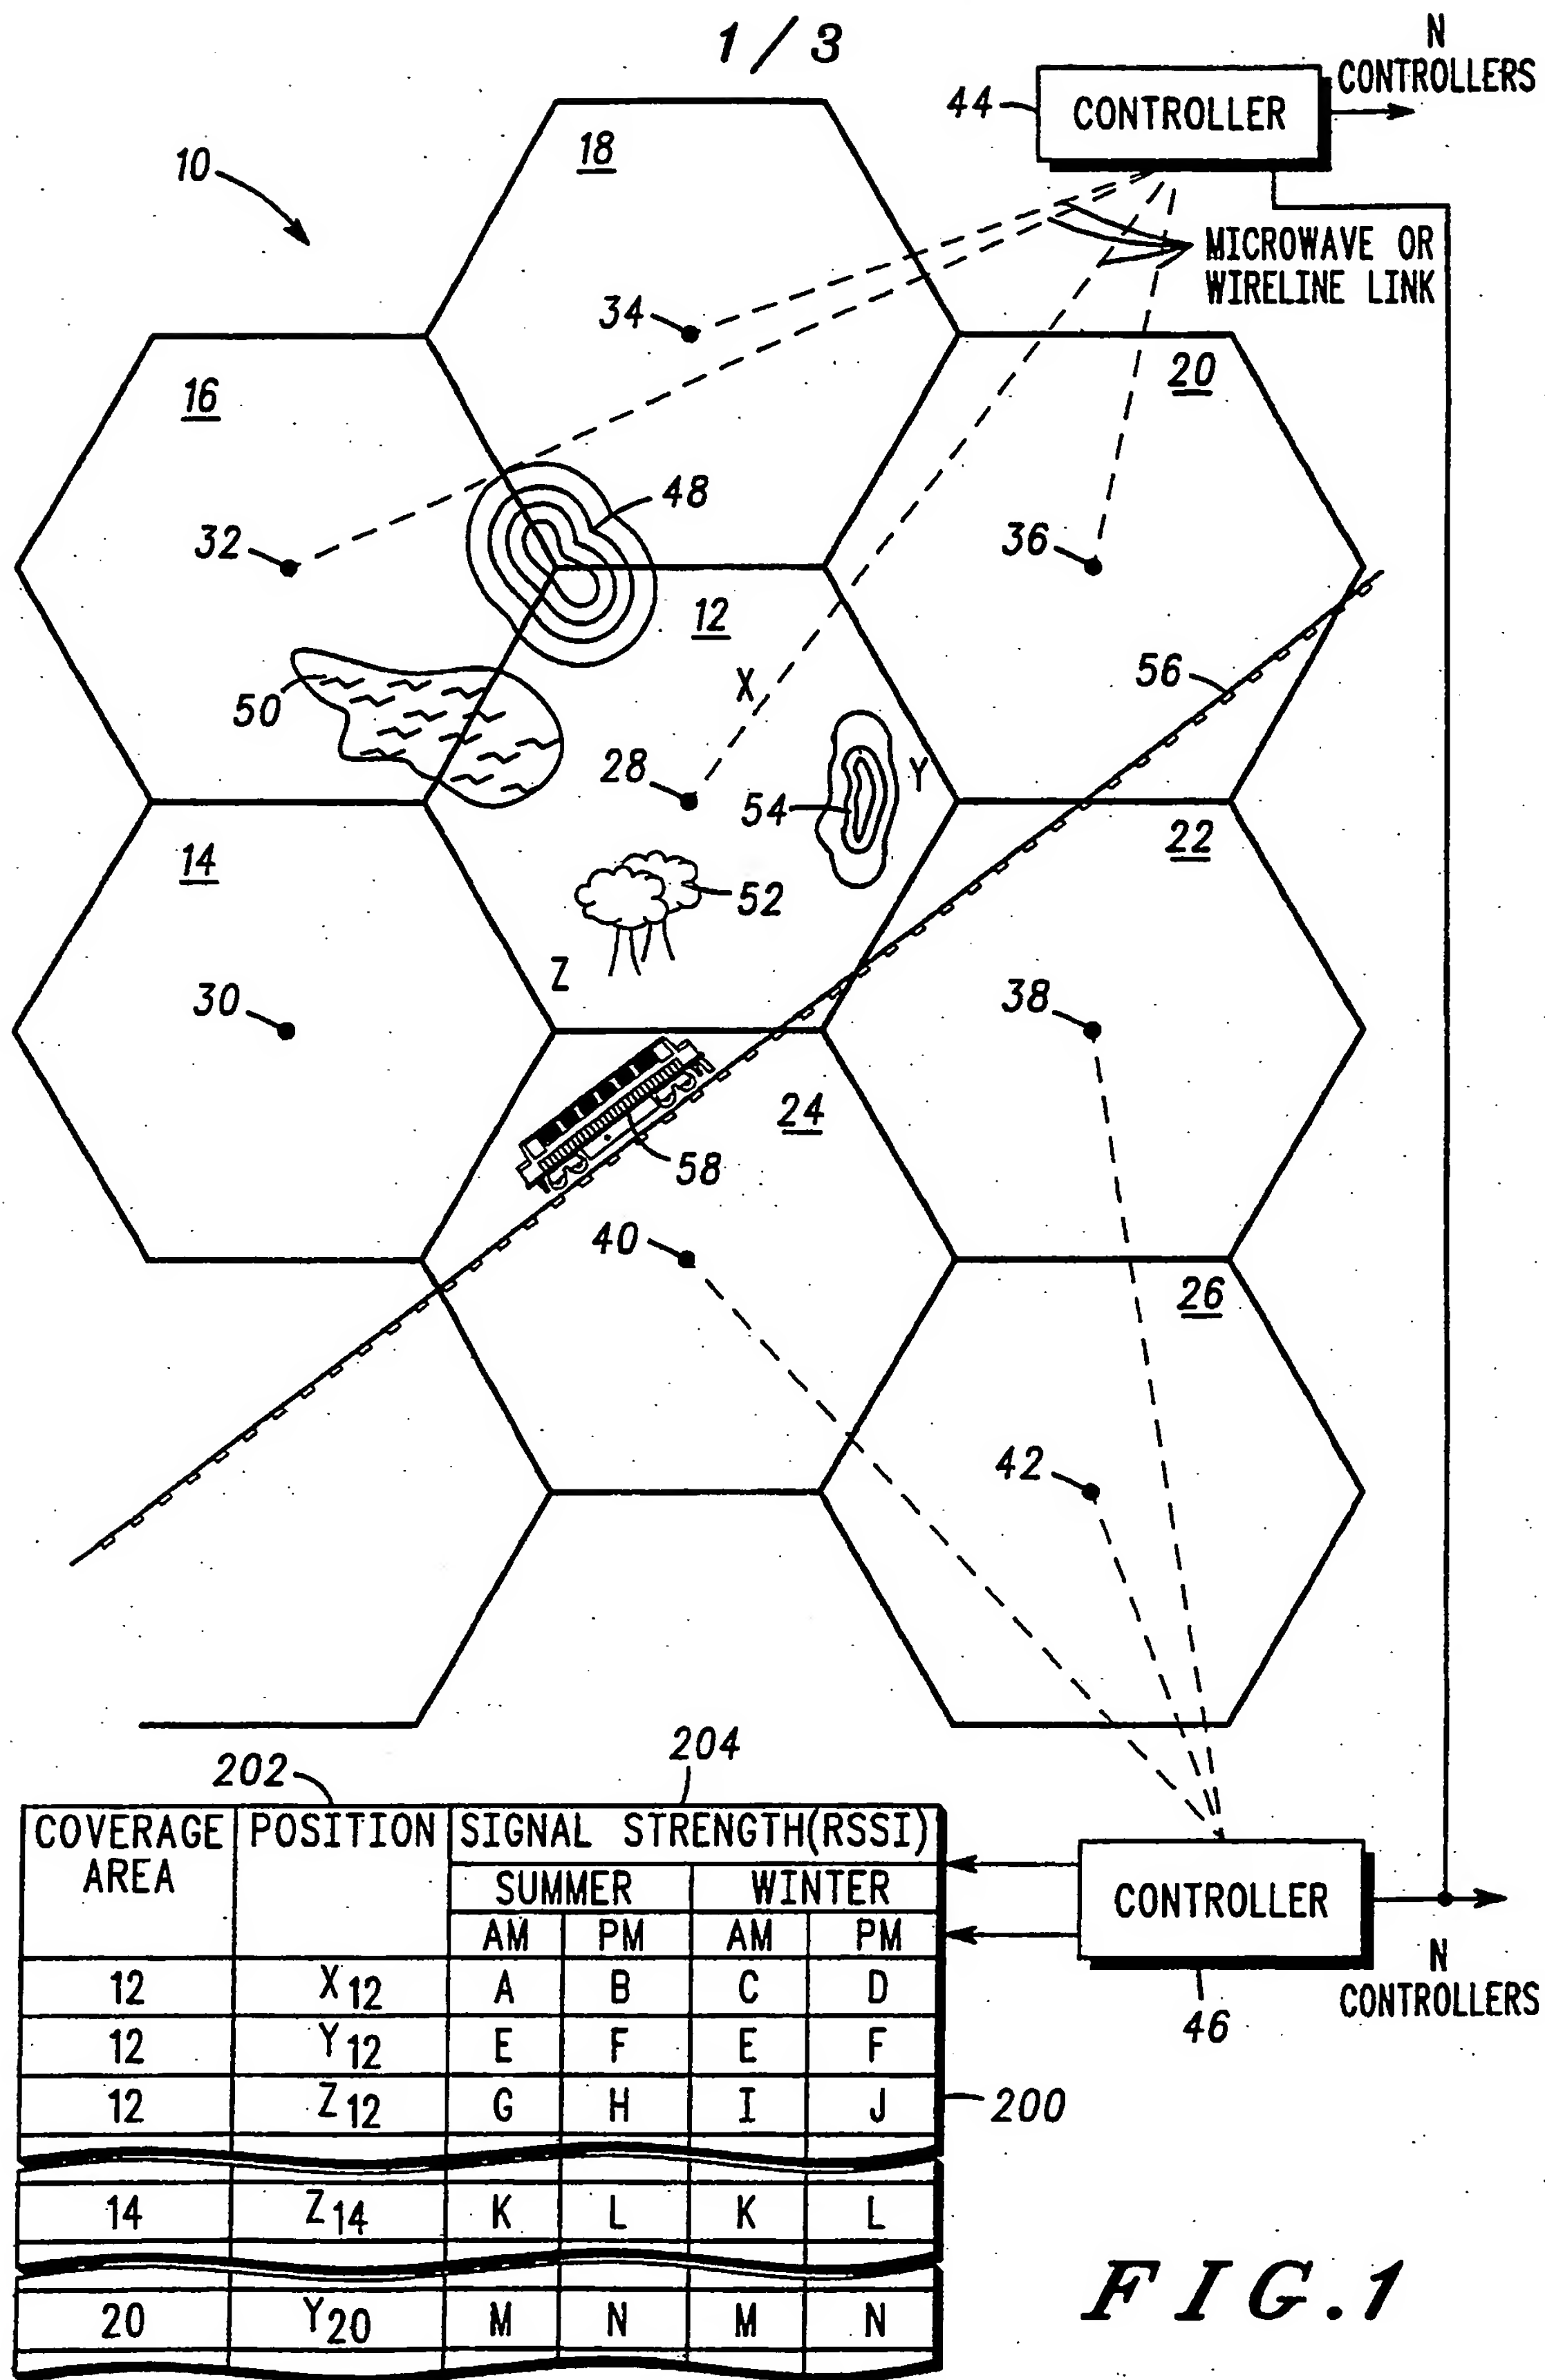 1/3
N
CONTROLLERS
44
CONTROLLER
10
18
MICROWAVE OR
WIRELINE LINK
34
20
16
48
32
36
12
56
X
50
28
Y
54
14
22
52
Z
30
38
24
58
40
26
42
202
204
COVERAGE AREA POSITION SIGNAL STRENGTH(RSSI)
SUMMER WINTER
AM PM AM PM
12 X12 A B C D
12 Y12 E F E F
12 Z12 G H I J
14 Z14 K L K L
20 Y20 M N M N
CONTROLLER
N
CONTROLLERS
46
200
FIG.1